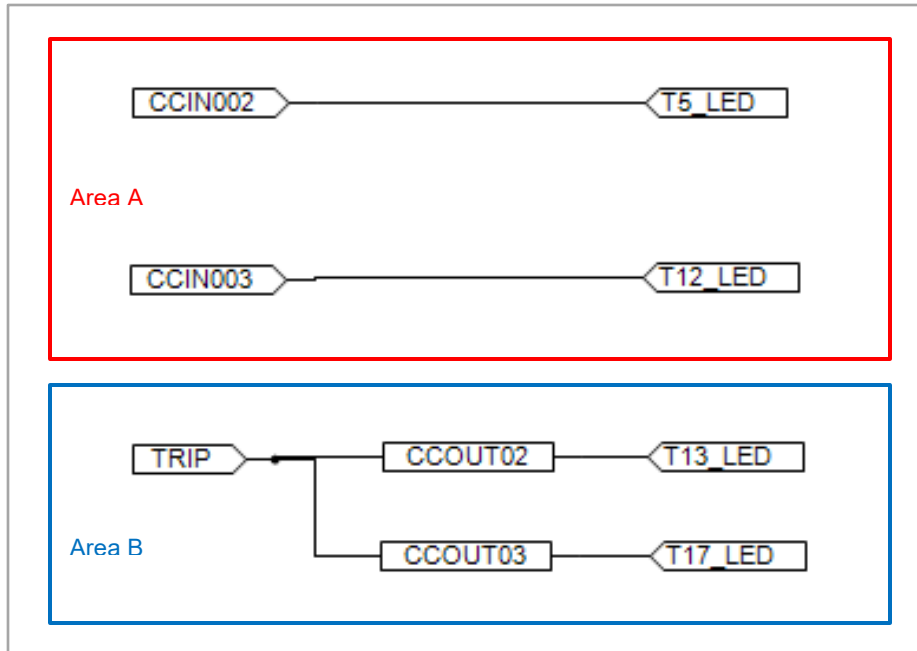 CCIN002 T5_LED
Area A
CCIN003 T12_LED
TRIP CCOUT02 T13_LED
Area B
CCOUT03 T17_LED